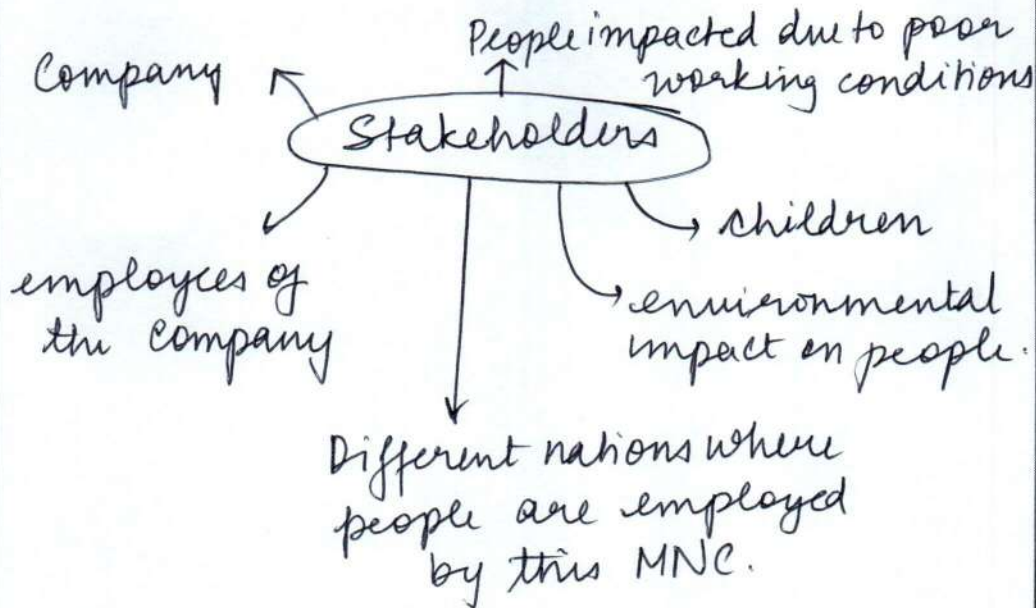 People impacted due to poor
working conditions
Company
Stakeholders
children
employees of
the Company
environmental
impact on people.
Different nations where
people are employed
by this MNC.